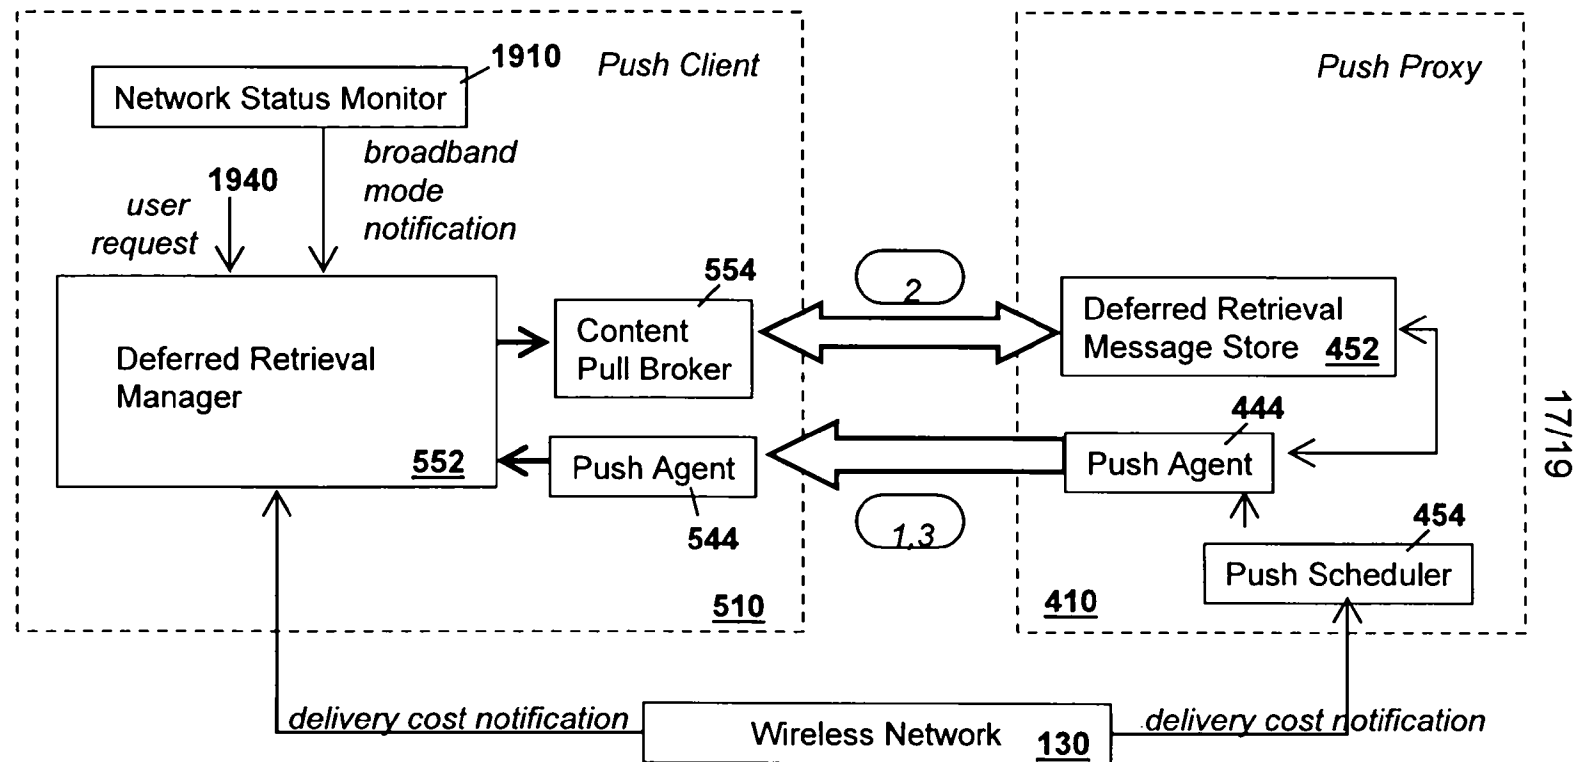 Push Client
Push Proxy
1910
Network Status Monitor
broadband
mode
notification
1940
user
request
554
2
Content
Pull Broker
Deferred Retrieval
Message Store 452
Deferred Retrieval
Manager
552
444
Push Agent
544
Push Agent
1,3
454
Push Scheduler
510
410
delivery cost notification
Wireless Network 130
delivery cost notification
17/19